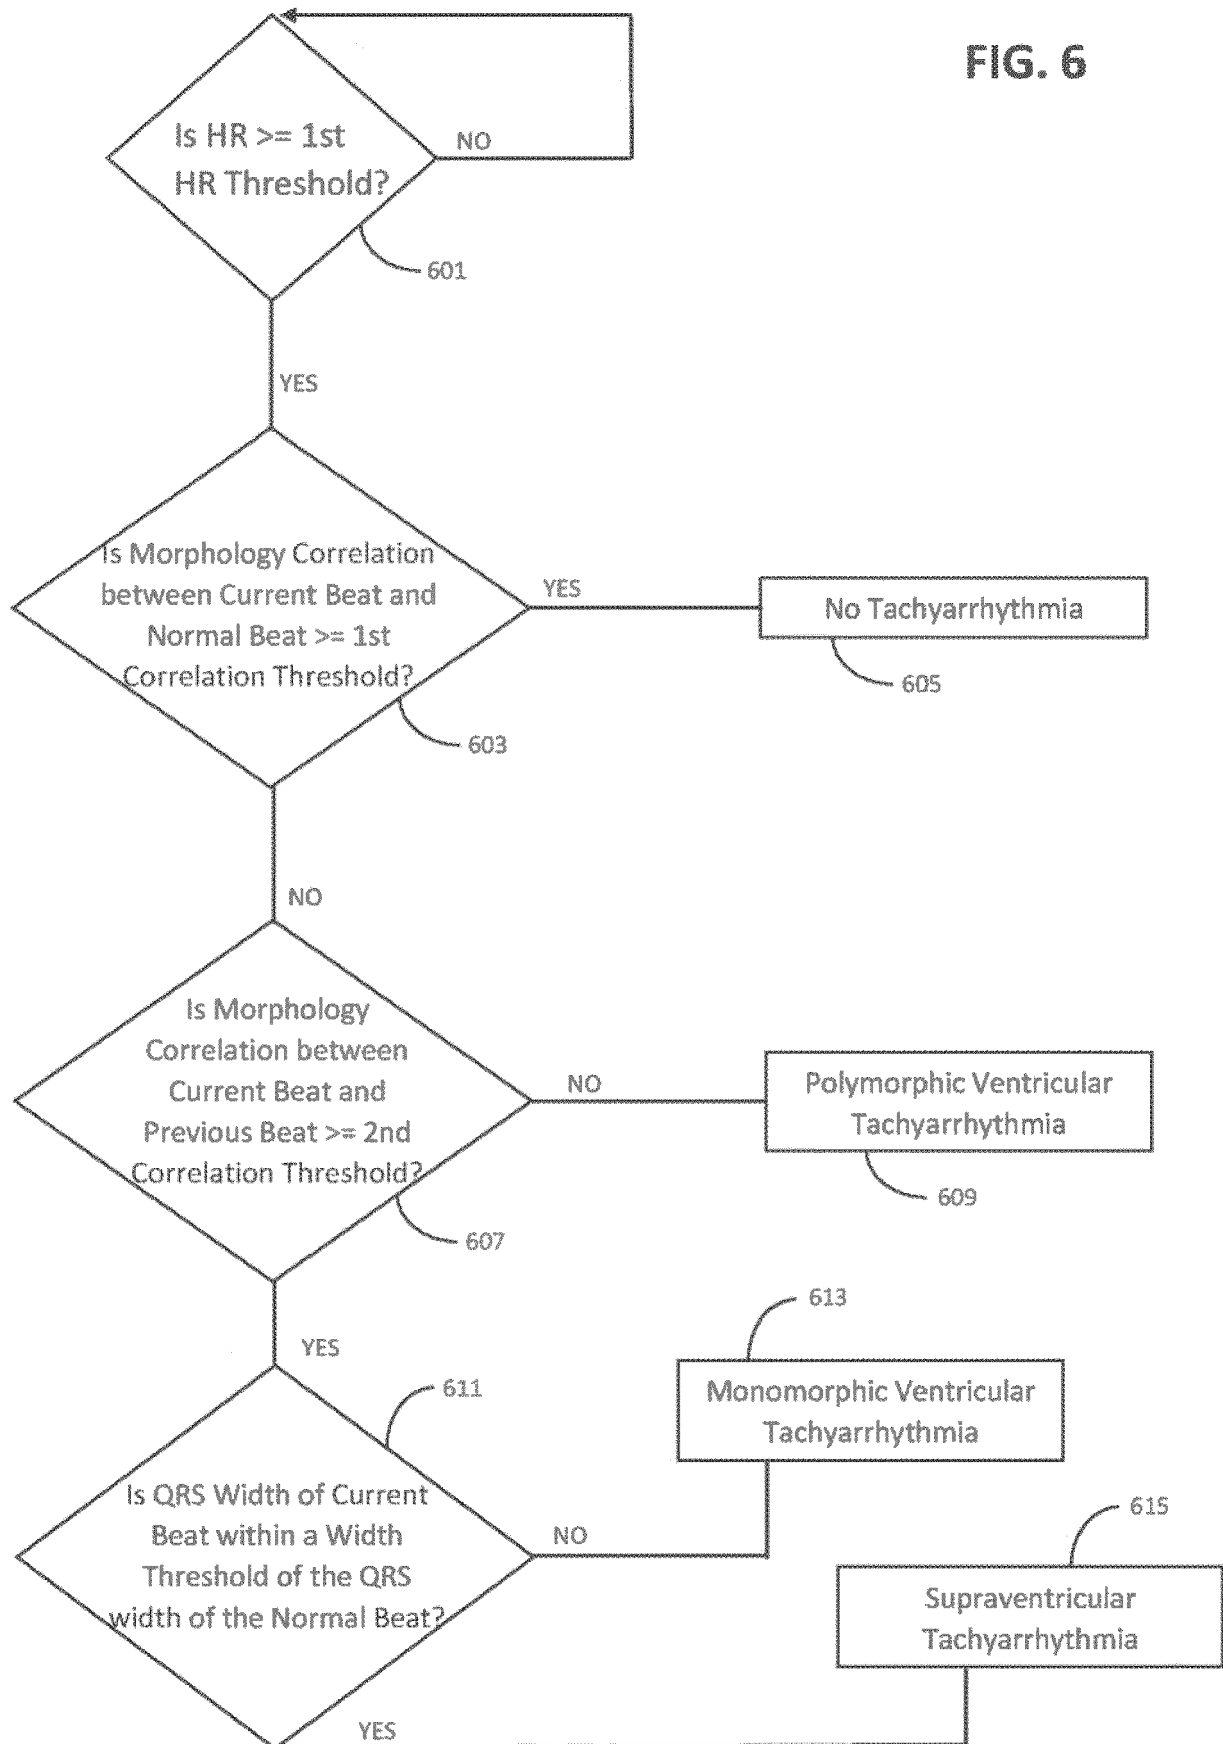 FIG. 6
Is HR >= 1st
HR Threshold?
NO
601
YES
Is Morphology Correlation
between Current Beat and
Normal Beat >= 1st
Correlation Threshold?
YES
No Tachyarrhythmia
605
603
NO
Is Morphology
Correlation between
Current Beat and
Previous Beat >= 2nd
Correlation Threshold?
NO
Polymorphic Ventricular
Tachyarrhythmia
609
607
YES
613
611
Monomorphic Ventricular
Tachyarrhythmia
Is QRS Width of Current
Beat within a Width
Threshold of the QRS
width of the Normal Beat?
NO
615
Supraventricular
Tachyarrhythmia
YES